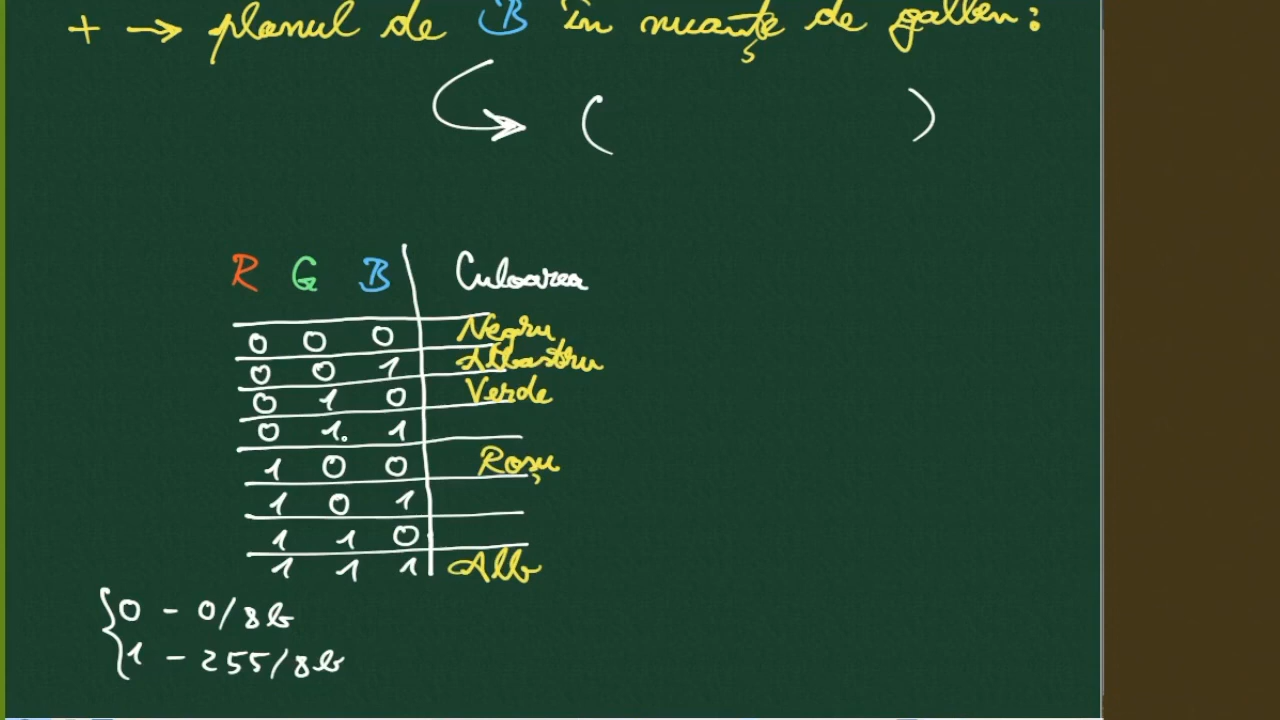 + → planul de B în nuanțe de galben:
( )
R G B Culoarea
0 0 0 Negru
0 0 1 Albastru
0 1 0 Verde
0 1 1
1 0 0 Roșu
1 0 1
1 1 0
1 1 1 Alb
0 - 0/8b
1 - 255/8b